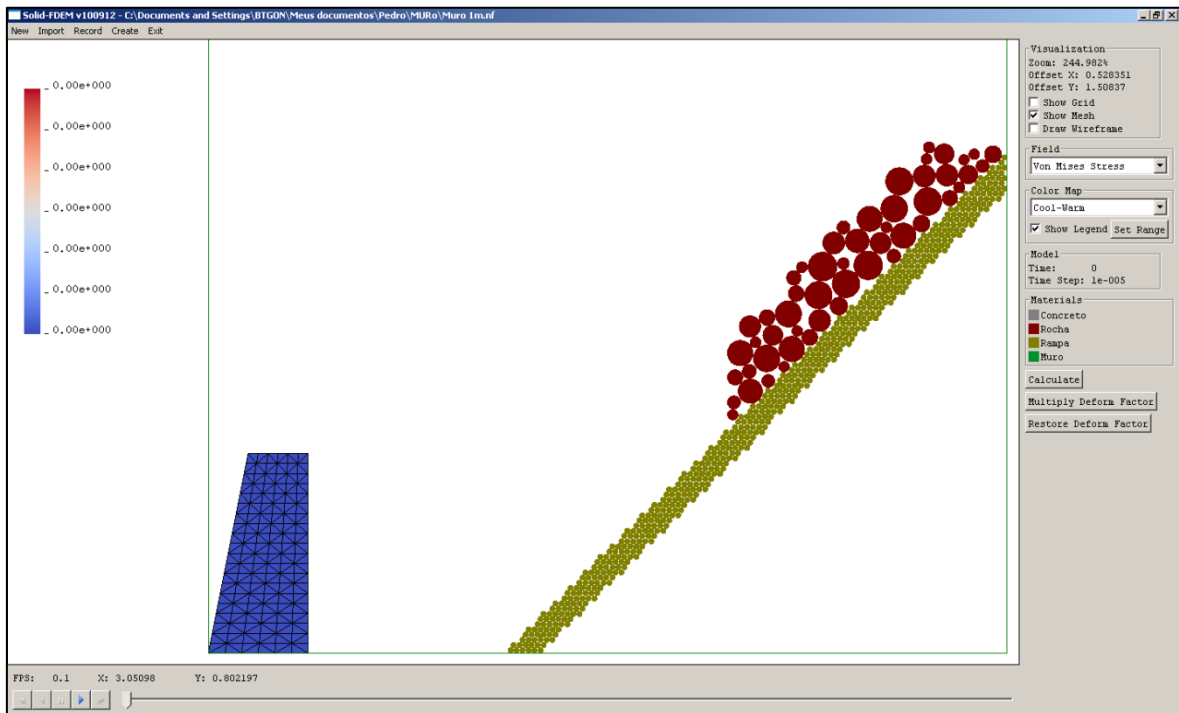 Solid-FDEM v100912 - C:\Documents and Settings\BTGON\Meus documentos\Pedro\MURo\Muro 1m.nf
New Import Record Create Exit
0.00e+000
0.00e+000
0.00e+000
0.00e+000
0.00e+000
0.00e+000
0.00e+000
Visualization
Zoom: 244.982%
Offset X: 0.528351
Offset Y: 1.50837
Show Grid
Show Mesh
Draw Wireframe
Field
Von Mises Stress
Color Map
Cool-Warm
Show Legend Set Range
Model
Time: 0
Time Step: 1e-005
Materials
Concreto
Rocha
Rampa
Muro
Calculate
Multiply Deform Factor
Restore Deform Factor
FPS: 0.1 X: 3.05098 Y: 0.802197